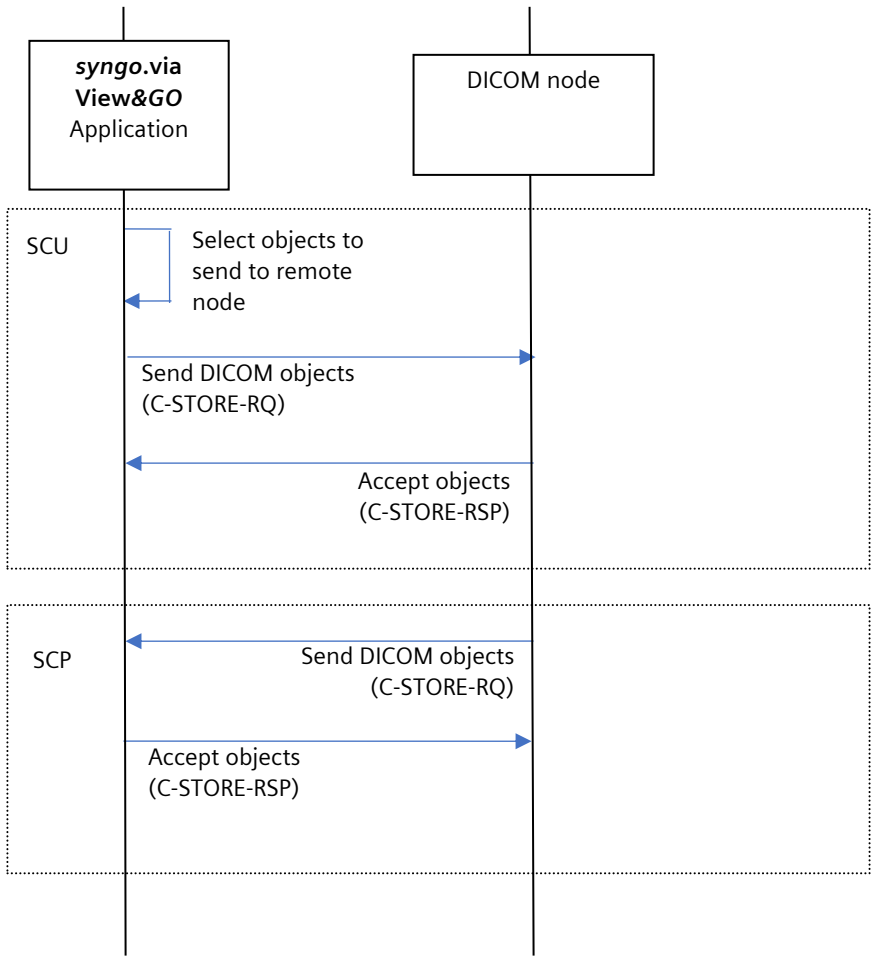 syngo.via
View&GO
Application
DICOM node
SCU
Select objects to
send to remote
node
Send DICOM objects
(C-STORE-RQ)
Accept objects
(C-STORE-RSP)
SCP
Send DICOM objects
(C-STORE-RQ)
Accept objects
(C-STORE-RSP)